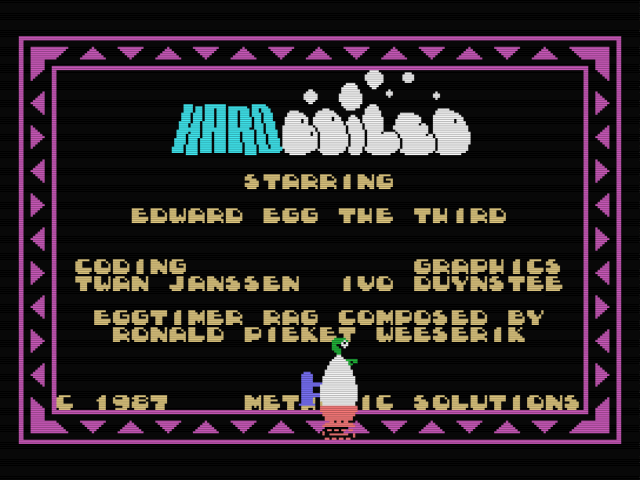 HARD BOILED
STARRING
EDWARD EGG THE THIRD
CODING GRAPHICS
TWAN JANSSEN IVO DUYNSTEE
EGGTIMER RAG COMPOSED BY
RONALD PIEKET WEESERIK
C 1987 SOLUTIONS